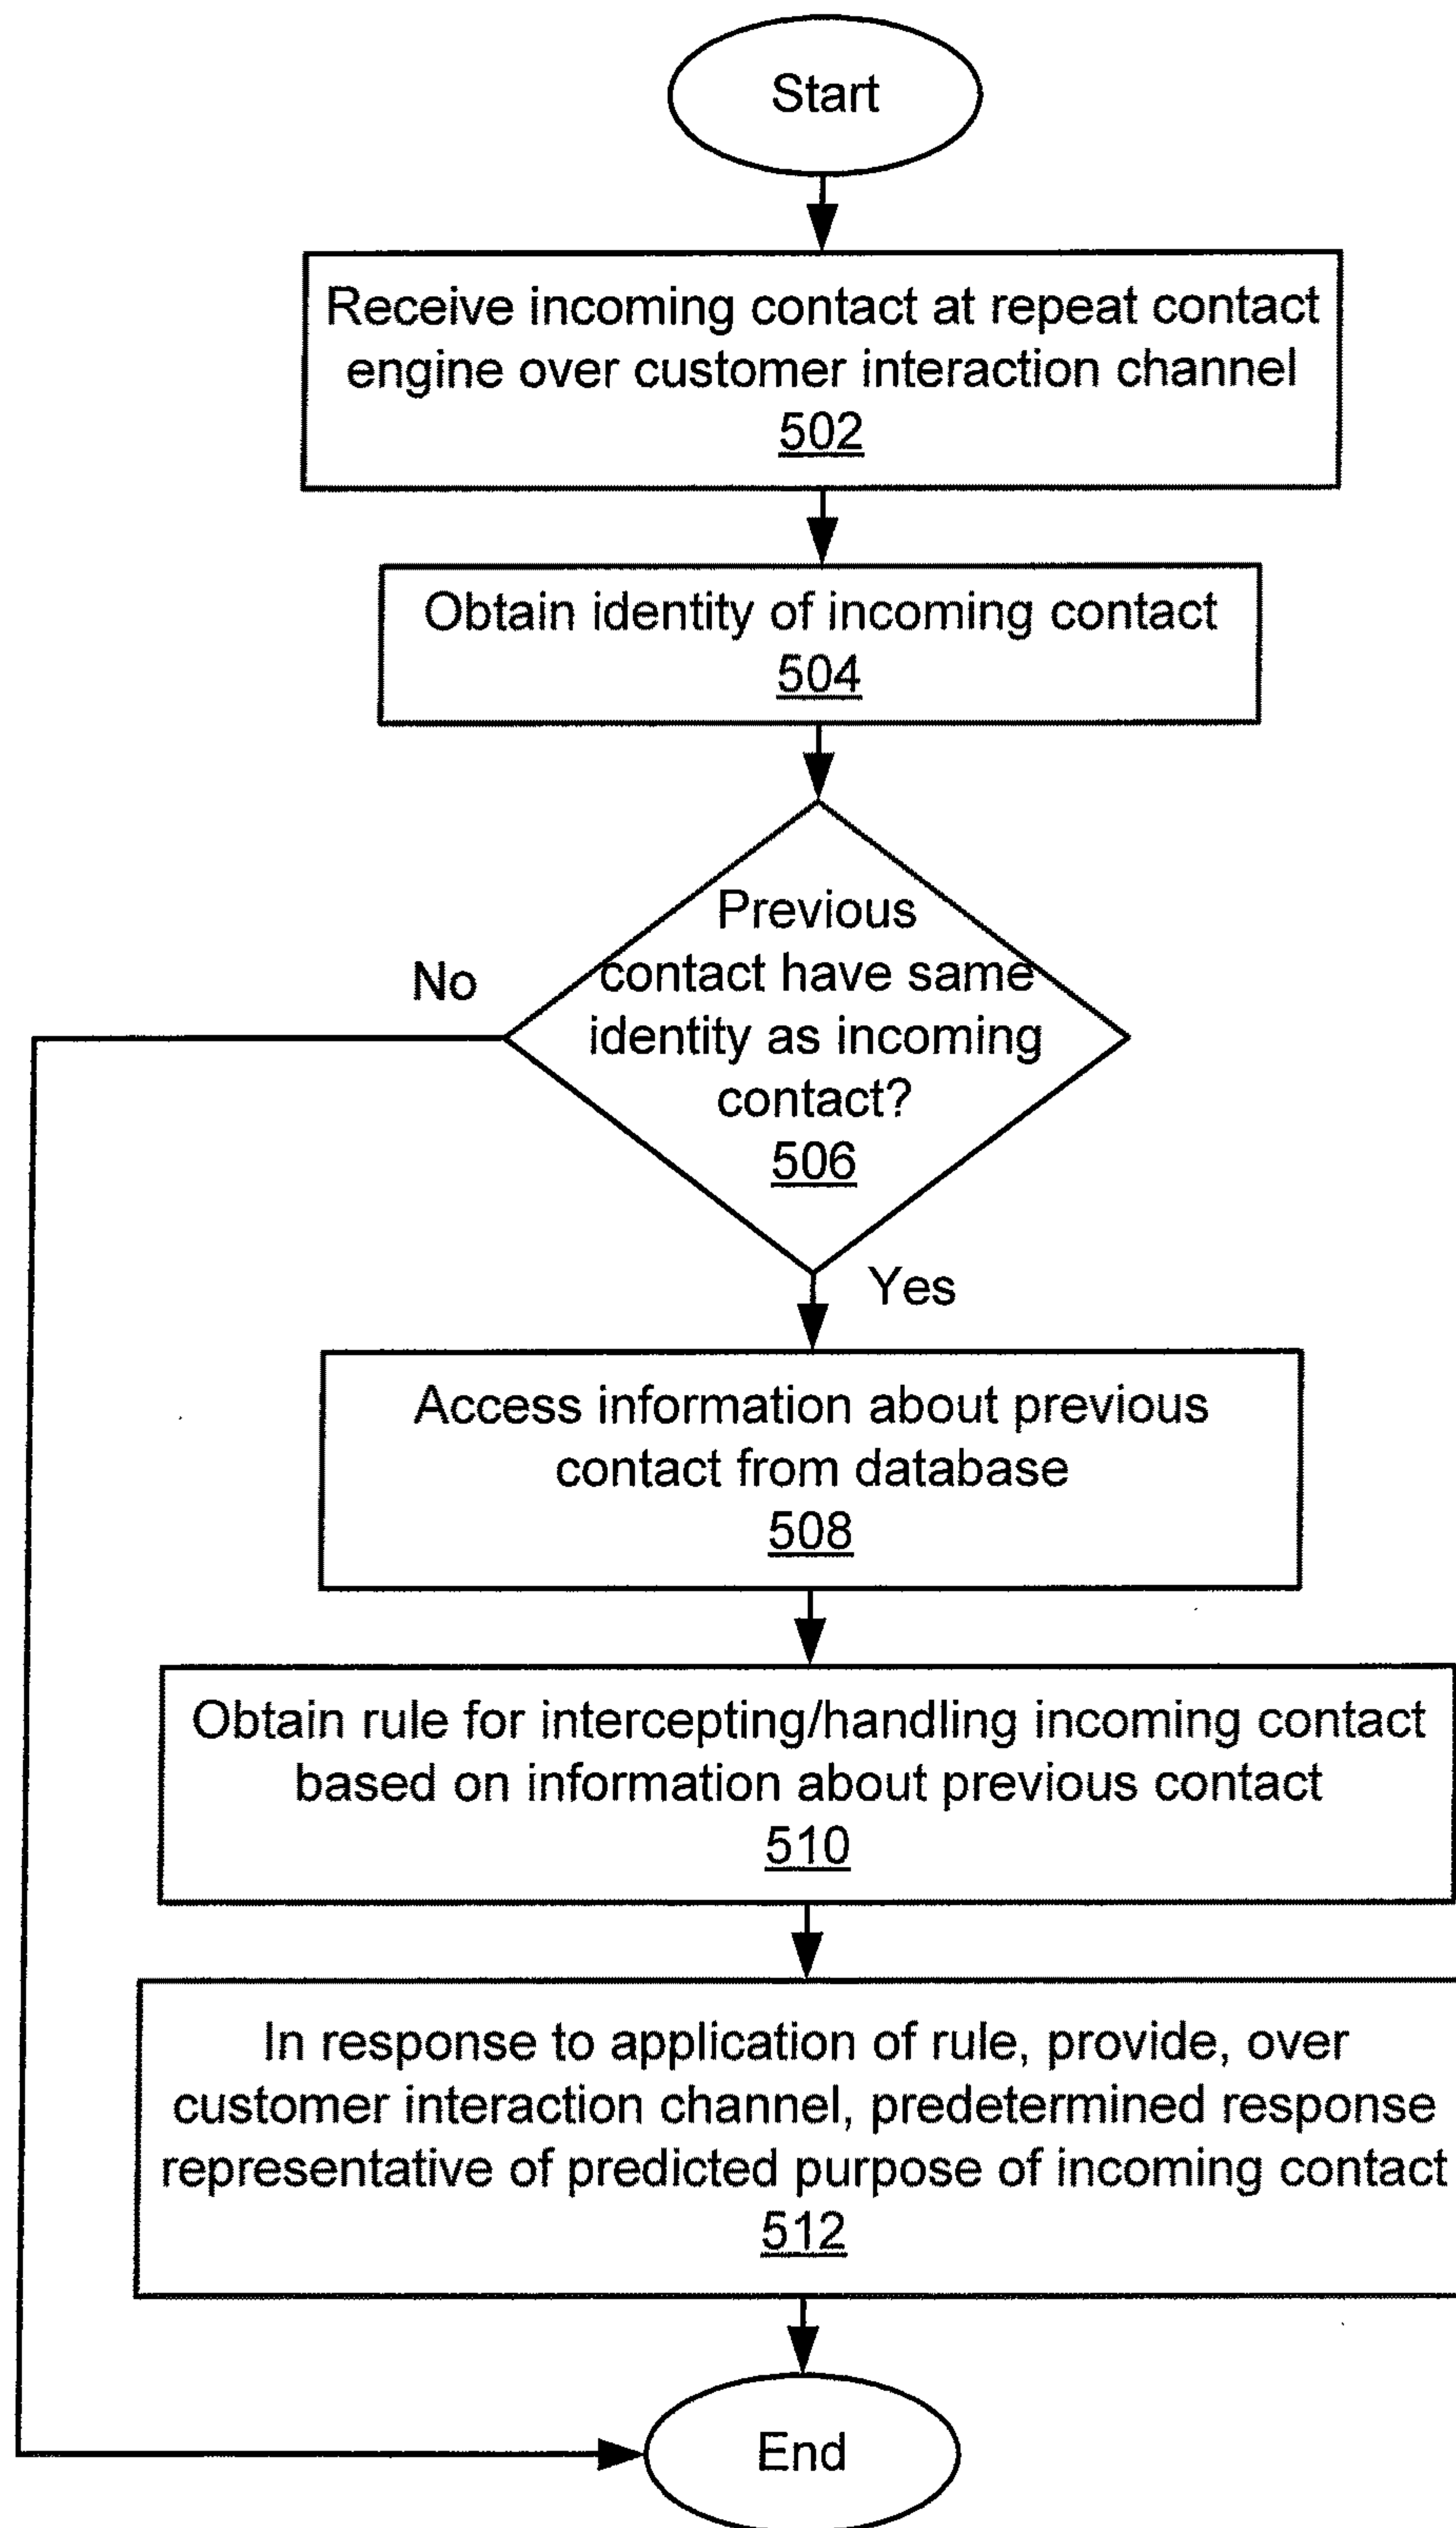 Start
Receive incoming contact at repeat contact
engine over customer interaction channel
502
Obtain identity of incoming contact
504
Previous
contact have same
identity as incoming
contact?
506
No
Yes
Access information about previous
contact from database
508
Obtain rule for intercepting/handling incoming contact
based on information about previous contact
510
In response to application of rule, provide, over
customer interaction channel, predetermined response
representative of predicted purpose of incoming contact
512
End